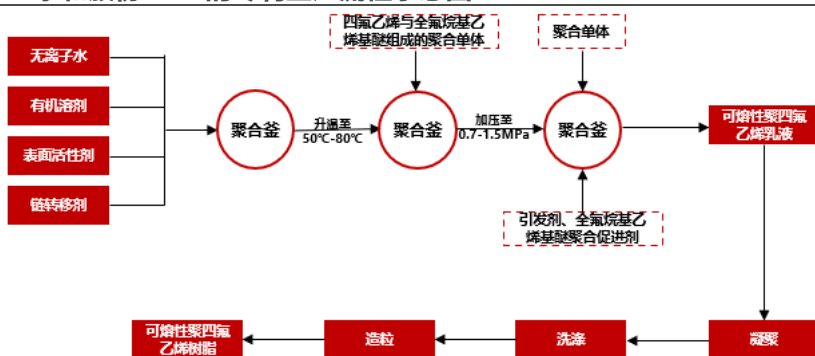 四氟乙烯与全氟烷基乙
烯基醚组成的聚合单体
聚合单体
无离子水
有机溶剂
表面活性剂
链转移剂
聚合釜
升温至
50℃-80℃
聚合釜
加压至
0.7-1.5MPa
聚合釜
可熔性聚四氟
乙烯乳液
引发剂、全氟烷基乙
烯基醚聚合促进剂
可熔性聚四氟
乙烯树脂
造粒
洗涤
凝聚